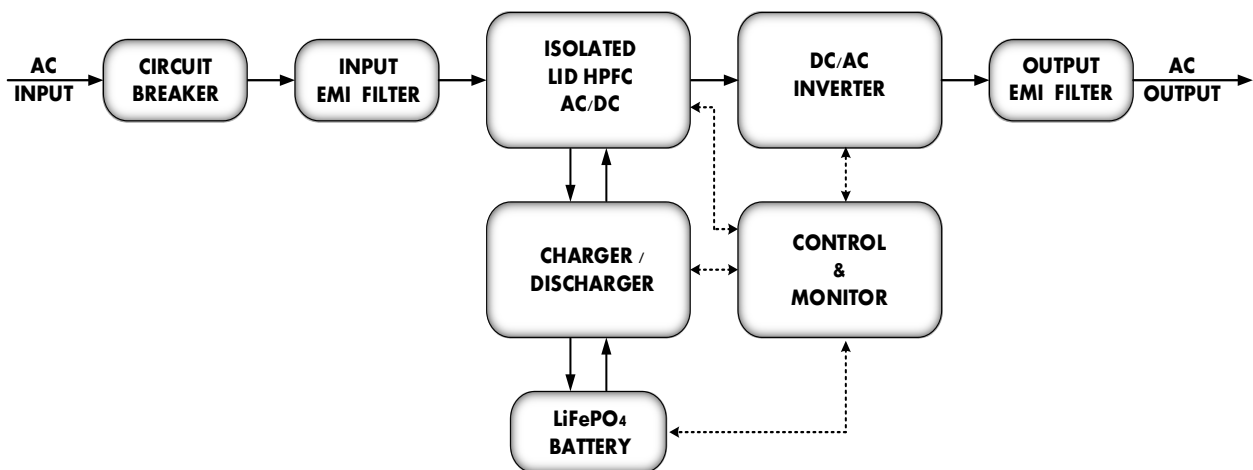 AC
INPUT
CIRCUIT
BREAKER
INPUT
EMI FILTER
ISOLATED
LID HPFC
AC/DC
DC/AC
INVERTER
OUTPUT
EMI FILTER
AC
OUTPUT
CHARGER /
DISCHARGER
CONTROL
&
MONITOR
LiFePO4
BATTERY